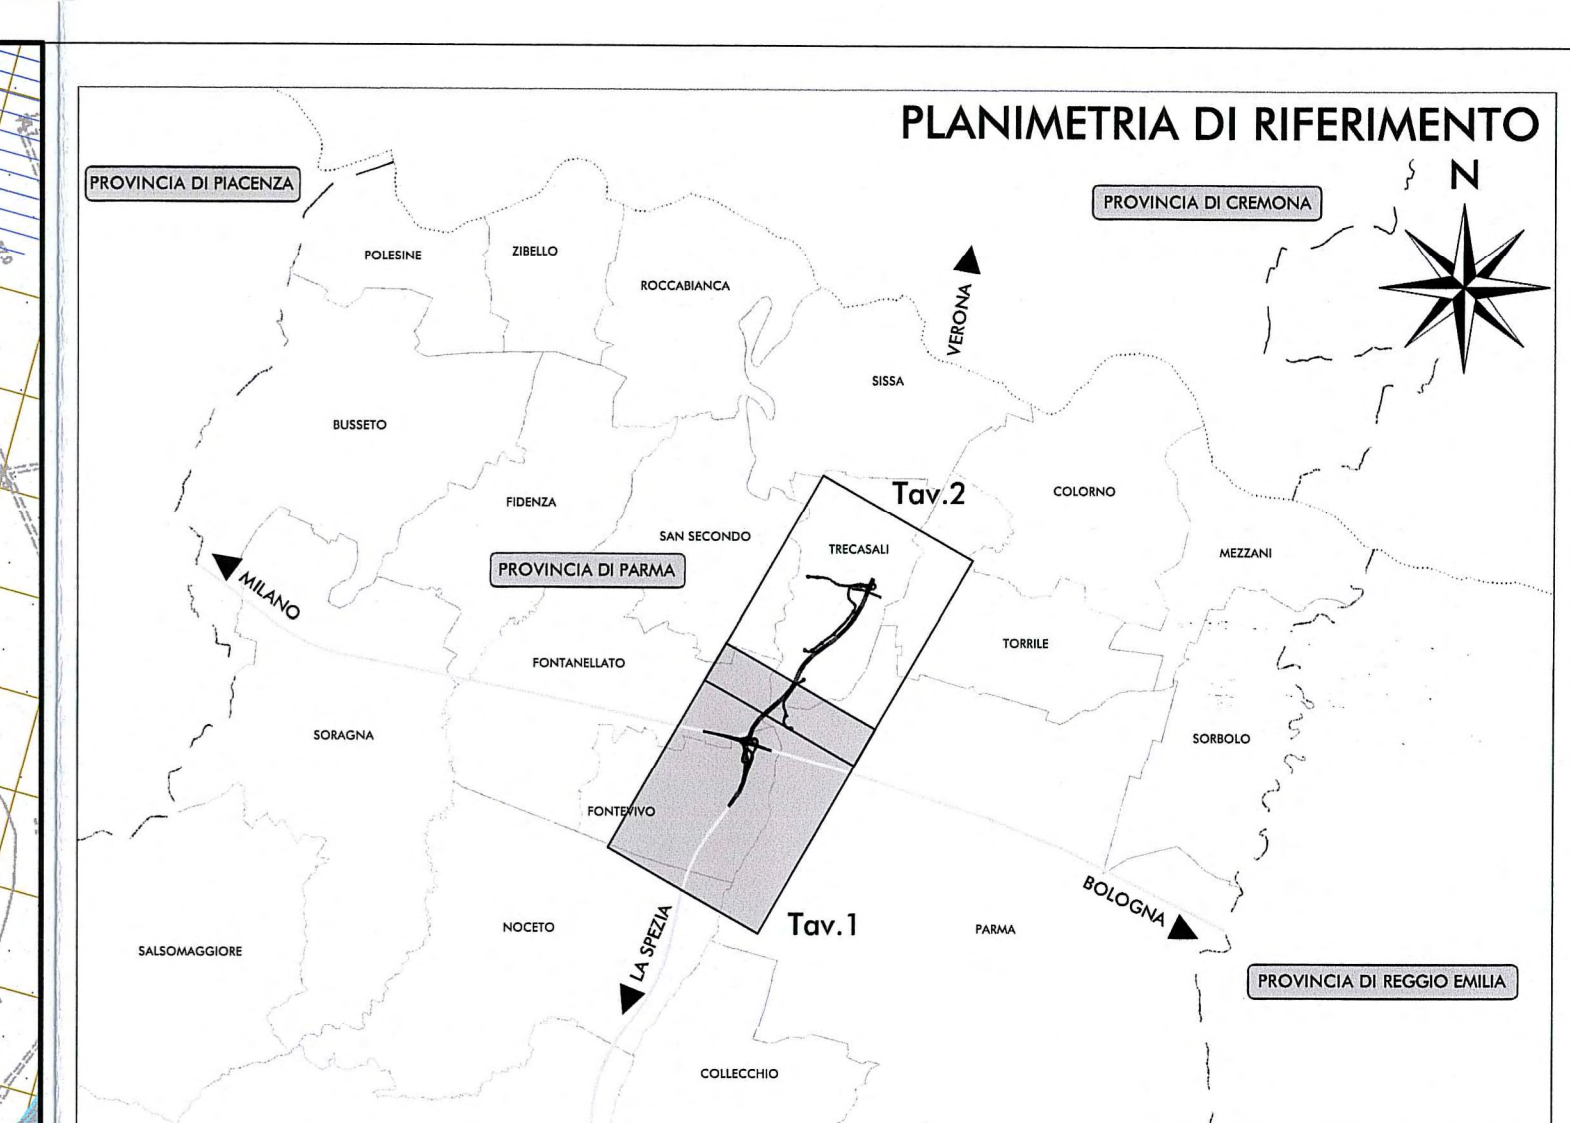 PLANIMETRIA DI RIFERIMENTO
N
PROVINCIA DI PIACENZA
PROVINCIA DI CREMONA
POLESINE
ZIBELLO
ROCCABIANCA
VERONA
SISSA
BUSSETO
FIDENZA
Tav.2
COLORNO
SAN SECONDO
TRECASALI
MEZZANI
PROVINCIA DI PARMA
MILANO
FONTANELLATO
TORRILE
SORAGNA
SORBOLO
FONTEVIVO
BOLOGNA
Tav.1
NOCETO
LA SPEZIA
PARMA
SALSOMAGGIORE
PROVINCIA DI REGGIO EMILIA
COLLECCHIO